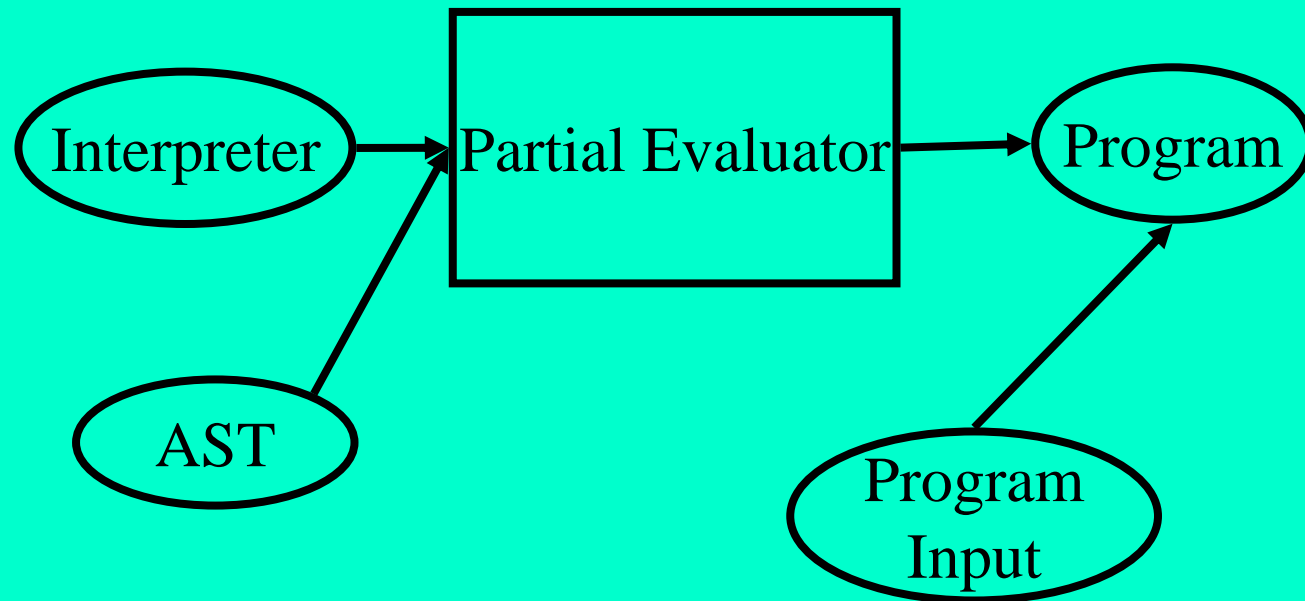 Interpreter
Partial Evaluator
Program
AST
Program
Input